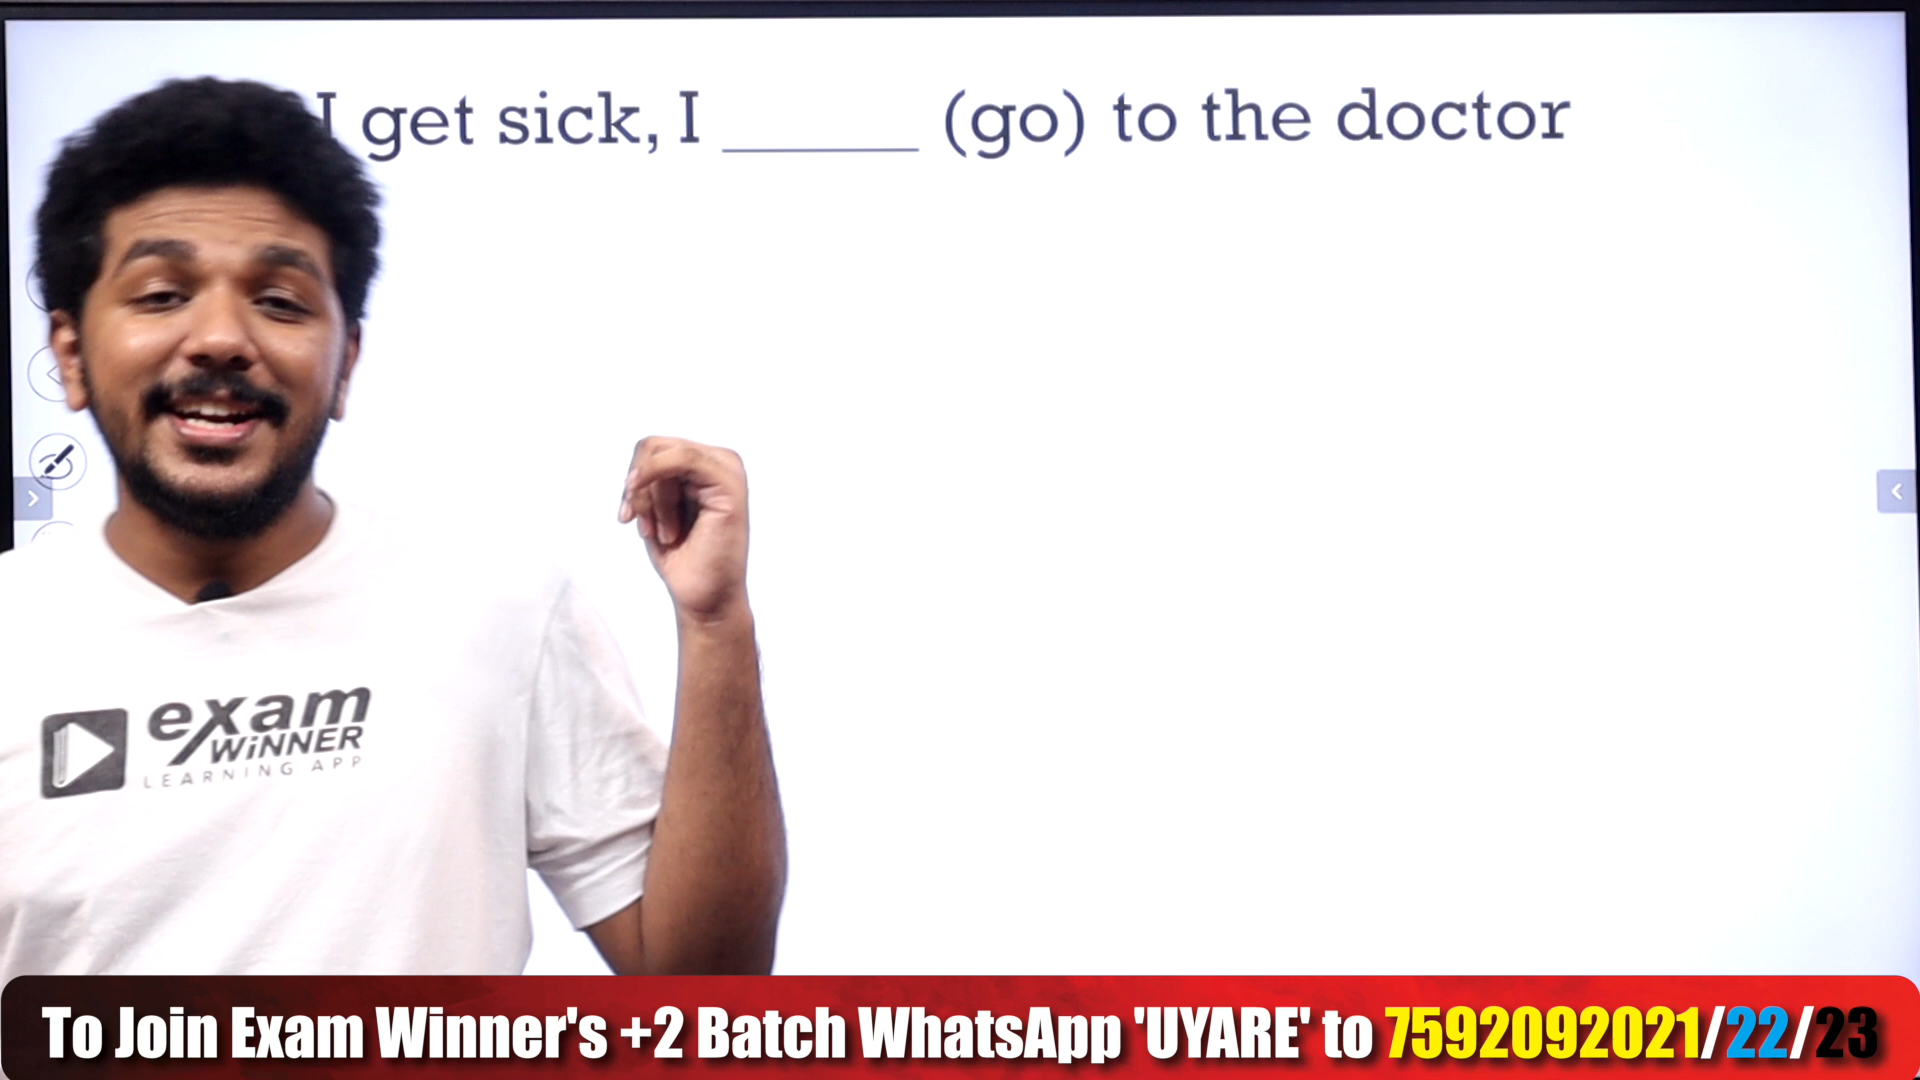 I get sick, I ______ (go) to the doctor
exam
WiNNER
LEARNING APP
To Join Exam Winner's +2 Batch WhatsApp 'UYARE' to 7592092021/22/23